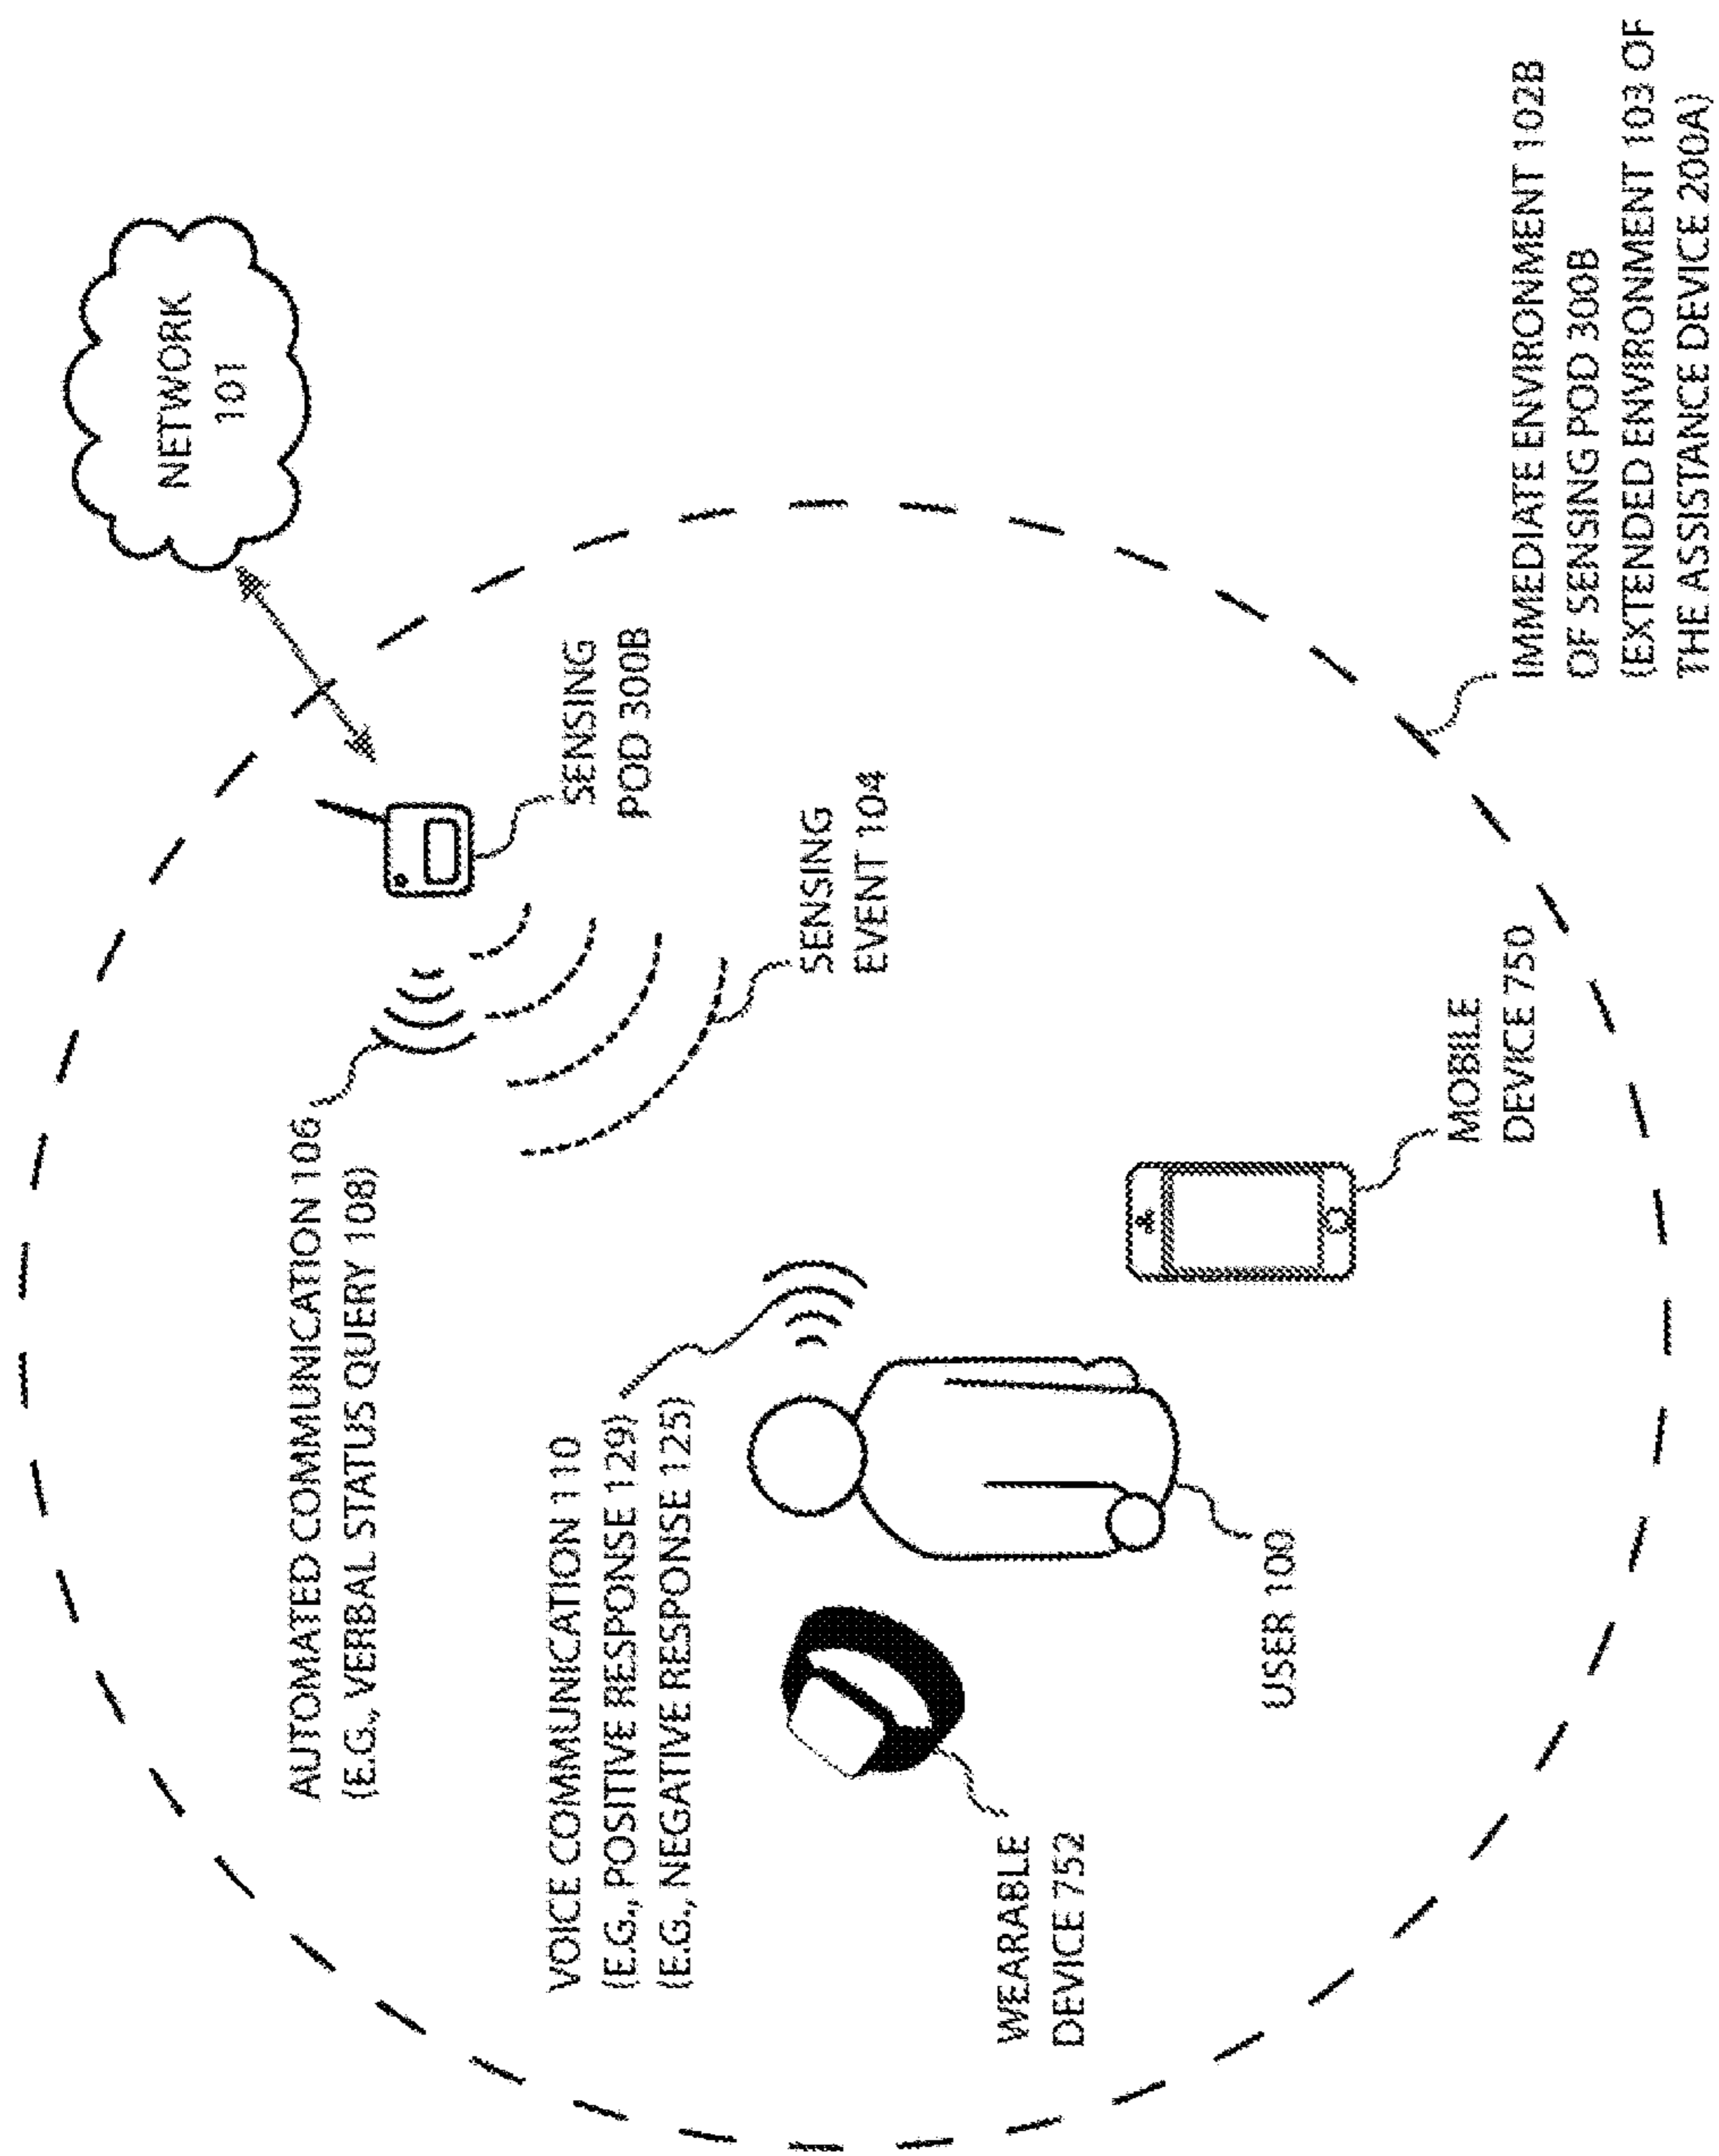 NETWORK
101
AUTOMATED COMMUNICATION 106
(E.G., VERBAL STATUS QUERY 108)
SENSING
POD 300B
VOICE COMMUNICATION 110
(E.G., POSITIVE RESPONSE 129)
(E.G., NEGATIVE RESPONSE 125)
SENSING
EVENT 104
WEARABLE
DEVICE 752
USER 100
MOBILE
DEVICE 750
IMMEDIATE ENVIRONMENT 102B
OF SENSING POD 300B
(EXTENDED ENVIRONMENT 103 OF
THE ASSISTANCE DEVICE 200A)